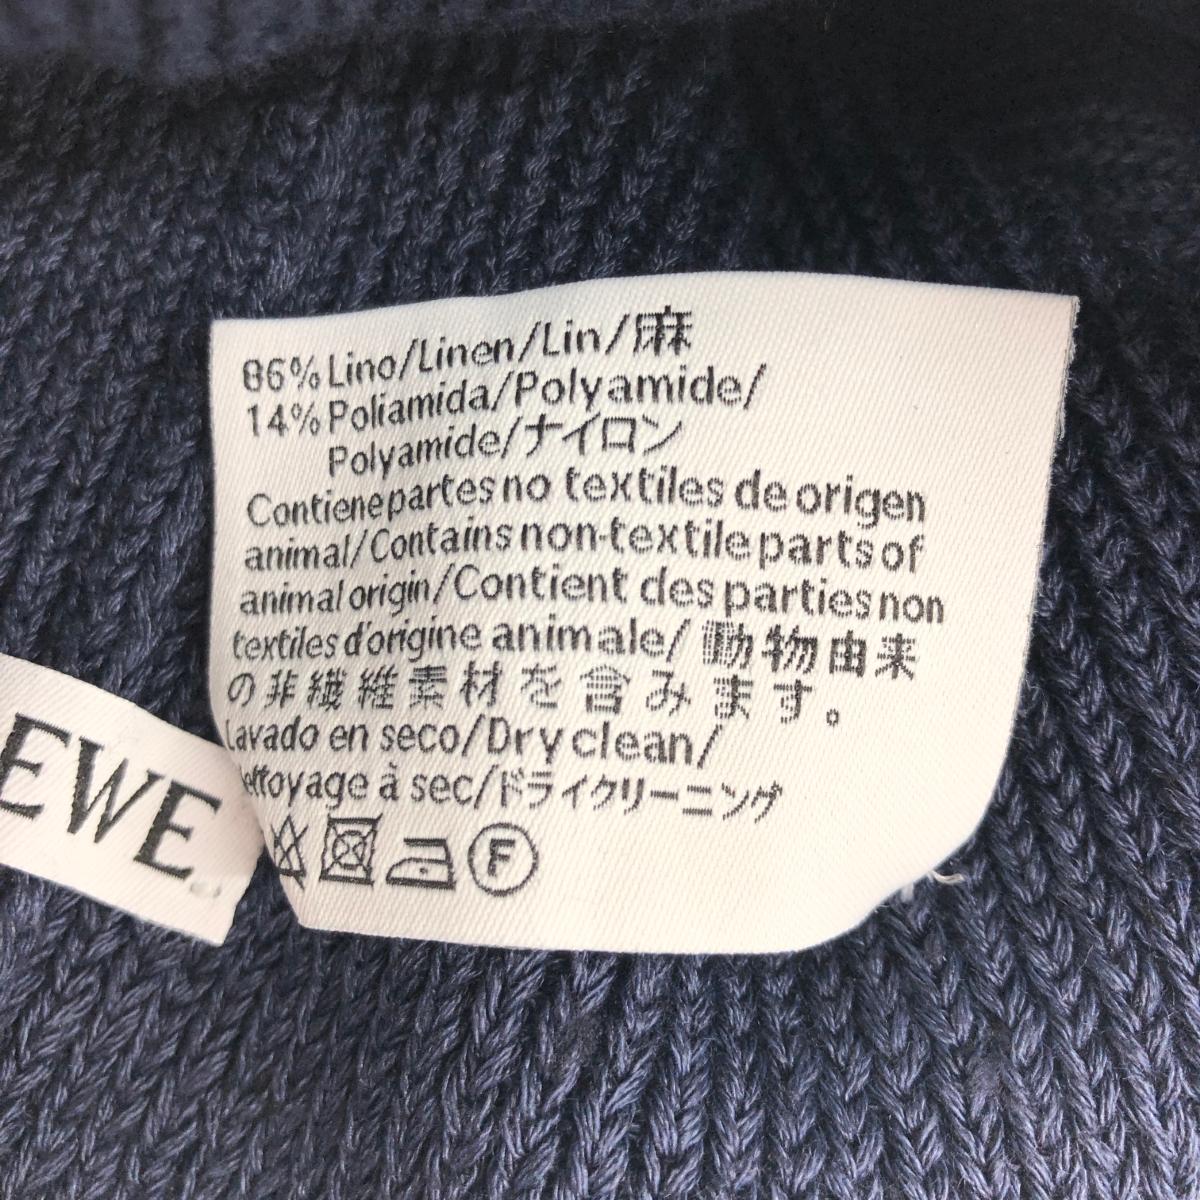 86% Lino/Linen/Lin/麻
14% Poliamida/Polyamide/
Polyamide/ナイロン
Contiene partes no textiles de origen
animal/Contains non-textile parts of
animal origin/Contient des parties non
textiles d'origine animale/ 動物由来
の非繊維素材を含みます。
Lavado en seco/Dry clean/
ettoyage à sec/ドライクリーニング
F
EWE